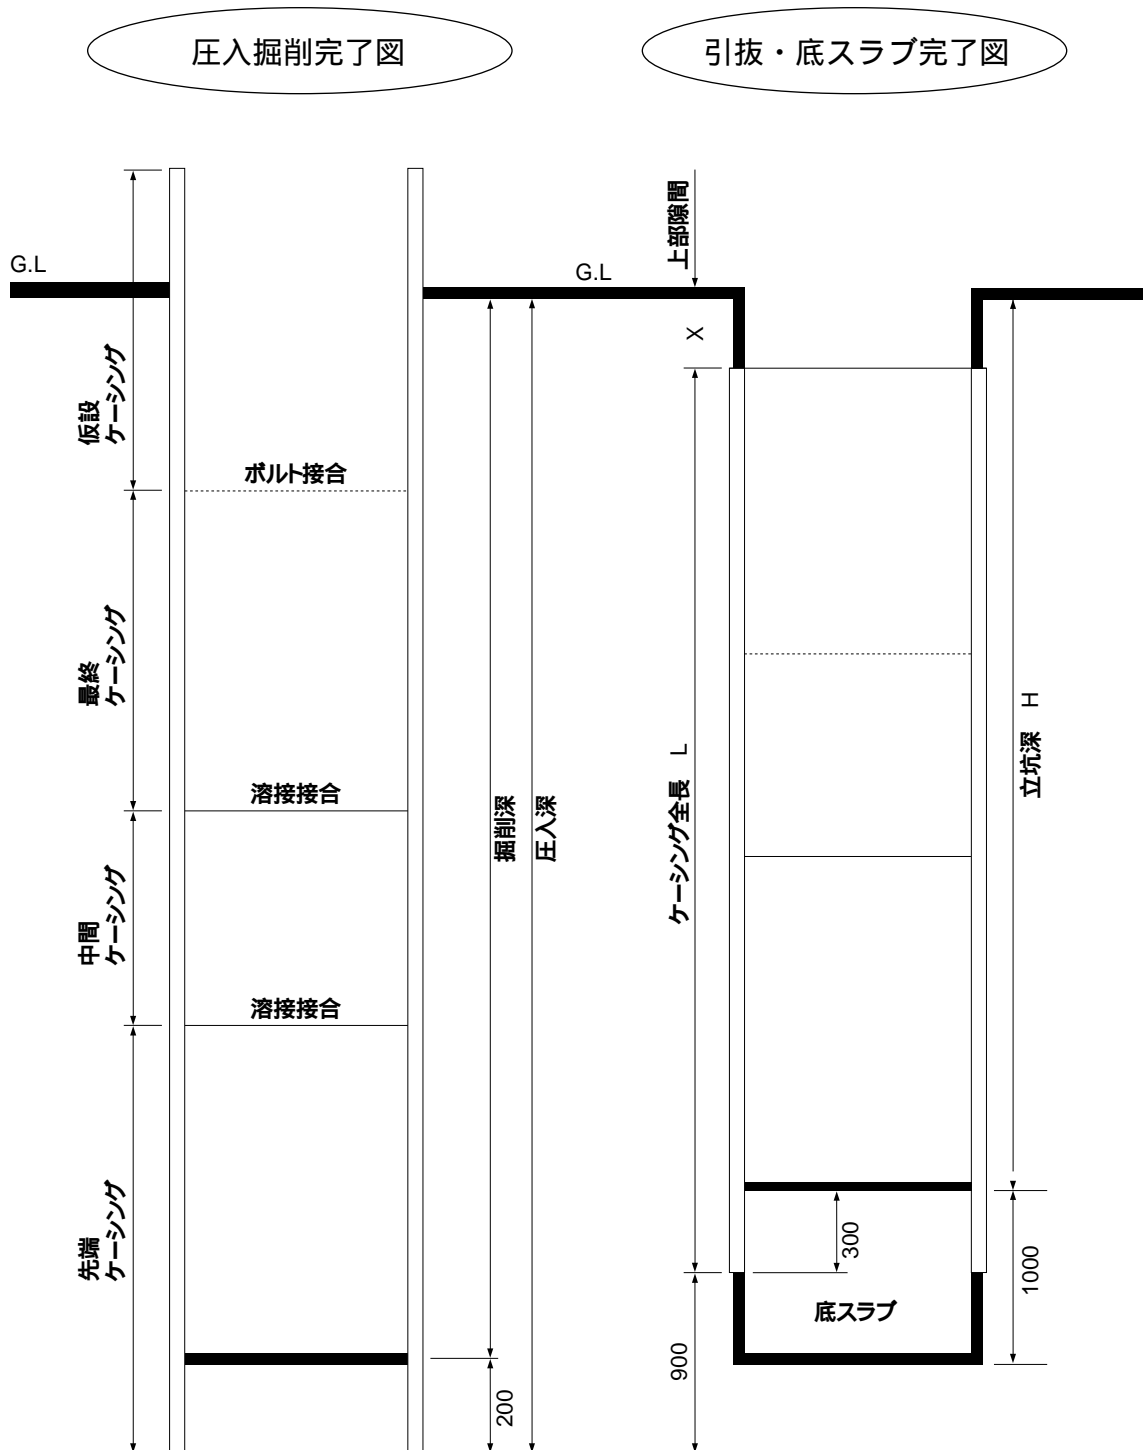 圧入掘削完了図
引抜・底スラブ完了図
G.L
仮設
ケーシング
ボルト接合
最終
ケーシング
溶接接合
中間
ケーシング
溶接接合
先端
ケーシング
掘削深
圧入深
200
G.L
上部隙間
X
ケーシング全長 L
立坑深 H
300
底スラブ
900
1000